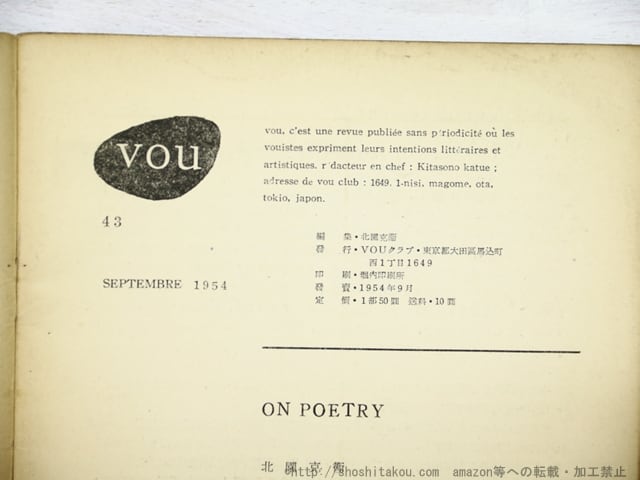 vou
43
SEPTEMBRE 1954
vou, c'est une revue publiée sans p riodicité où les
vouistes expriment leurs intentions littéraires et
artistiques. r dacteur en chef : Kitasono katue ;
adresse de vou club : 1649. 1-nisi, magome, ota,
tokio, japon.
編 集・北園克衞
發 行・VOUクラブ・東京都大田區馬込町
西1丁目1649
印 刷・堀内印刷所
發 賣・1954年9月
定 價・1部50圓 送料・10圓
ON POETRY
北園克衞
©http://shoshitakou.com amazon等への転載・加工禁止